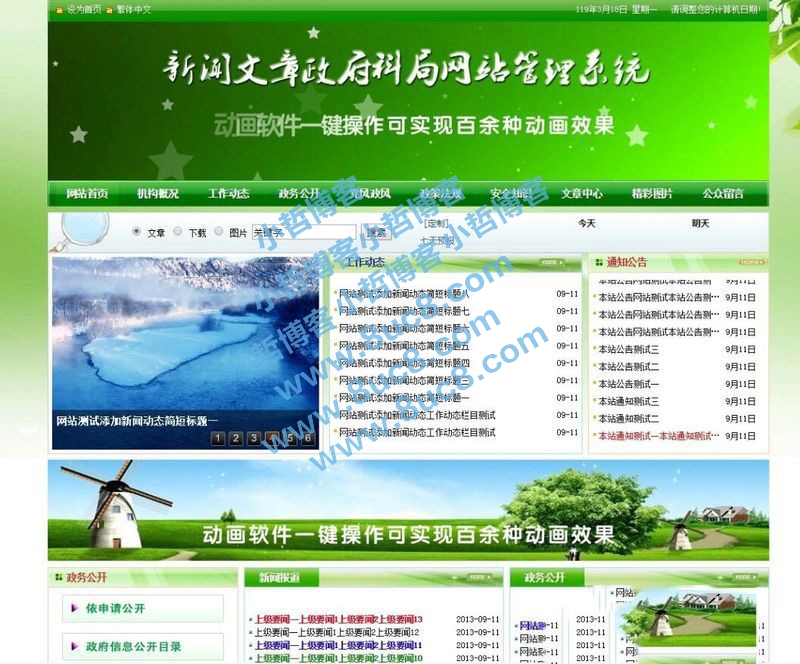 设为首页 繁体中文 119年3月18日 星期一 请调整您的计算机日期!
新闻文章政府科局网站管理系统
动画软件一键操作可实现百余种动画效果
网站首页 机构概况 工作动态 政务公开 党风政风 政策法规 安全知识 文章中心 精彩图片 公众留言
文章 下载 图片 关键字 搜索 [定制] 今天 明天
七天预报
工作动态 MORE
通知公告 MORE
网站测试添加新闻动态简短标题八 09-11
网站测试添加新闻动态简短标题七 09-11
网站测试添加新闻动态简短标题六 09-11
网站测试添加新闻动态简短标题五 09-11
网站测试添加新闻动态简短标题四 09-11
网站测试添加新闻动态简短标题三 09-11
网站测试添加新闻动态简短标题一 09-11
网站测试添加新闻动态工作动态栏目测试 09-11
网站测试添加新闻动态工作动态栏目测试 09-11
本站公告网站测试本站公告测… 9月11日
本站公告网站测试本站公告测… 9月11日
本站公告网站测试本站公告测… 9月11日
本站公告测试三 9月11日
本站公告测试二 9月11日
本站公告测试一 9月11日
本站通知测试三 9月11日
本站通知测试二 9月11日
本站通知测试一本站通知测试… 9月11日
网站测试添加新闻动态简短标题一
1 2 3 4 5 6
小哲博客
小哲博客
小哲博客
小哲博客
www.8uc8.com
www.8uc8.com
动画软件一键操作可实现百余种动画效果
政务公开
依申请公开
政府信息公开目录
新闻报道 MORE
上级要闻一上级要闻1上级要闻2上级要闻13 2013-09-11
上级要闻一上级要闻1上级要闻2上级要闻12 2013-09-11
上级要闻一上级要闻1上级要闻2上级要闻11 2013-09-11
上级要闻一上级要闻1上级要闻2上级要闻10 2013-09-11
政务公开 MORE
网站测 2013-11
网站测 2013-11
网站测 2013-11